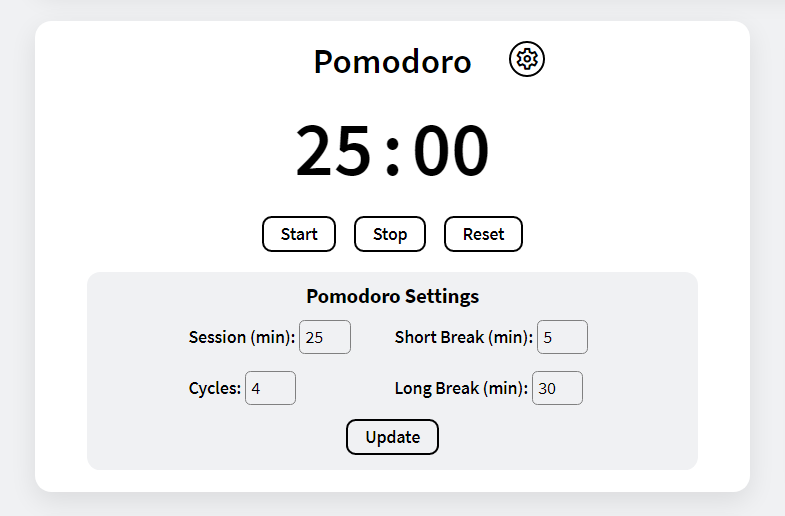 Pomodoro
25:00
Start Stop Reset
Pomodoro Settings
Session (min): 25 Short Break (min): 5
Cycles: 4 Long Break (min): 30
Update